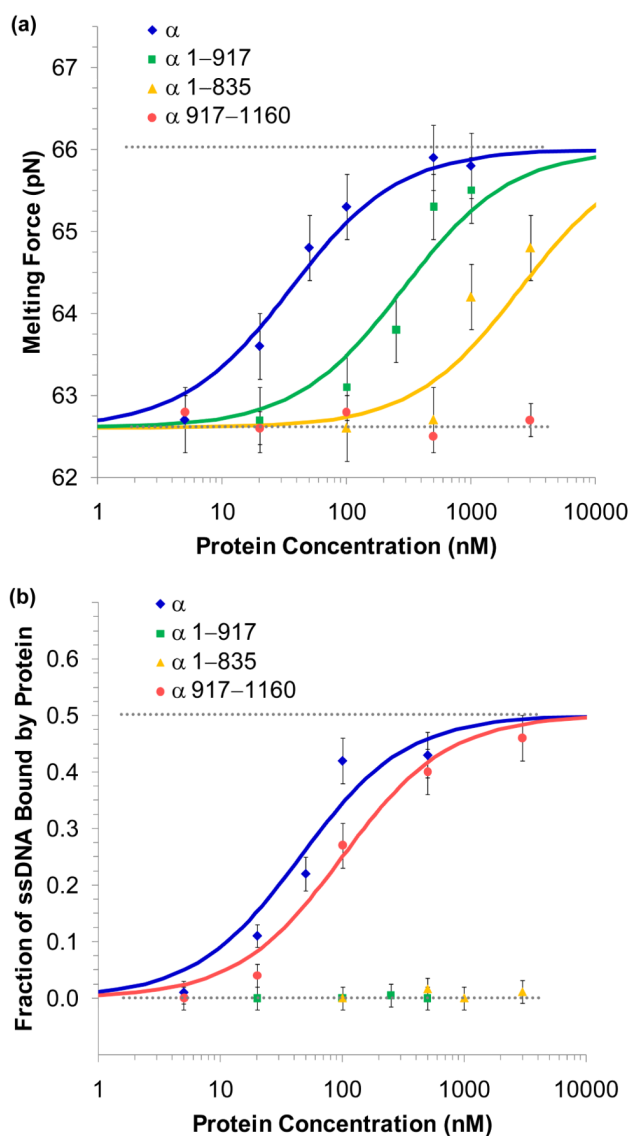 (a)
α
α 1–917
α 1–835
α 917–1160
67
66
65
64
63
62
Melting Force (pN)
1
10
100
1000
10000
Protein Concentration (nM)
(b)
α
α 1–917
α 1–835
α 917–1160
0.6
0.5
0.4
0.3
0.2
0.1
0.0
Fraction of ssDNA Bound by Protein
1
10
100
1000
10000
Protein Concentration (nM)